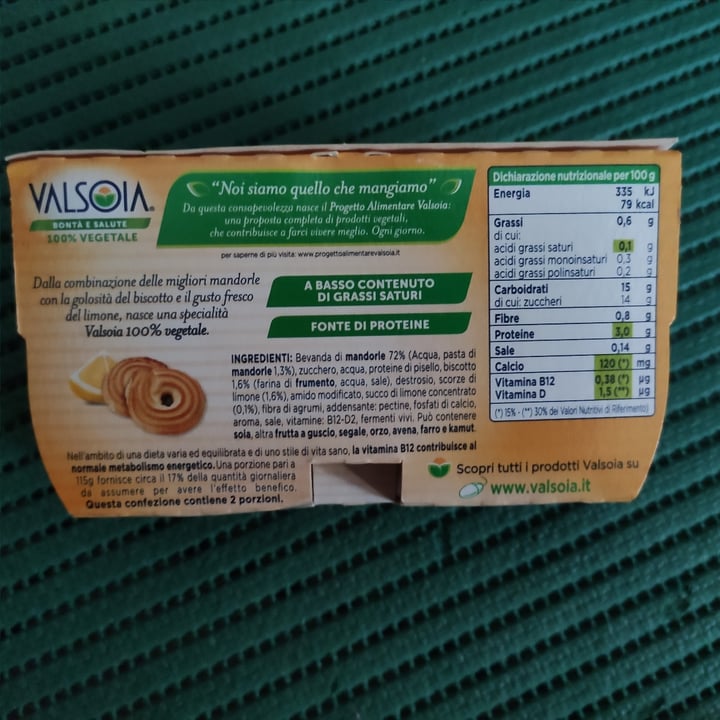 VALSOIA®
BONTÀ E SALUTE
100% VEGETALE
“Noi siamo quello che mangiamo”
Da questa consapevolezza nasce il Progetto Alimentare Valsoia:
una proposta completa di prodotti vegetali,
che contribuisce a farci vivere meglio. Ogni giorno.
per saperne di più visita: www.progettoalimentarevalsoia.it
Dalla combinazione delle migliori mandorle
con la golosità del biscotto e il gusto fresco
del limone, nasce una specialità
Valsoia 100% vegetale.
A BASSO CONTENUTO
DI GRASSI SATURI
FONTE DI PROTEINE
INGREDIENTI: Bevanda di mandorle 72% (Acqua, pasta di
mandorle 1,3%), zucchero, acqua, proteine di pisello, biscotto
1,6% (farina di frumento, acqua, sale), destrosio, scorze di
limone (1,6%), amido modificato, succo di limone concentrato
(0,1%), fibra di agrumi, addensante: pectine, fosfati di calcio,
aroma, sale, vitamine: B12-D2, fermenti vivi. Può contenere
soia, altra frutta a guscio, segale, orzo, avena, farro e kamut.
Nell'ambito di una dieta varia ed equilibrata e di uno stile di vita sano, la vitamina B12 contribuisce al
normale metabolismo energetico. Una porzione pari a
115g fornisce circa il 17% della quantità giornaliera
da assumere per avere l'effetto benefico.
Questa confezione contiene 2 porzioni.
Dichiarazione nutrizionale per 100 g
Energia 335 kJ
79 kcal
Grassi 0,6 g
di cui:
acidi grassi saturi 0,1 g
acidi grassi monoinsaturi 0,3 g
acidi grassi polinsaturi 0,2 g
Carboidrati 15 g
di cui: zuccheri 14 g
Fibre 0,8 g
Proteine 3,0 g
Sale 0,14 g
Calcio 120 (*) mg
Vitamina B12 0,38 (*) µg
Vitamina D 1,5 (**) µg
(*) 15% - (**) 30% dei Valori Nutritivi di Riferimento)
Scopri tutti i prodotti Valsoia su
www.valsoia.it